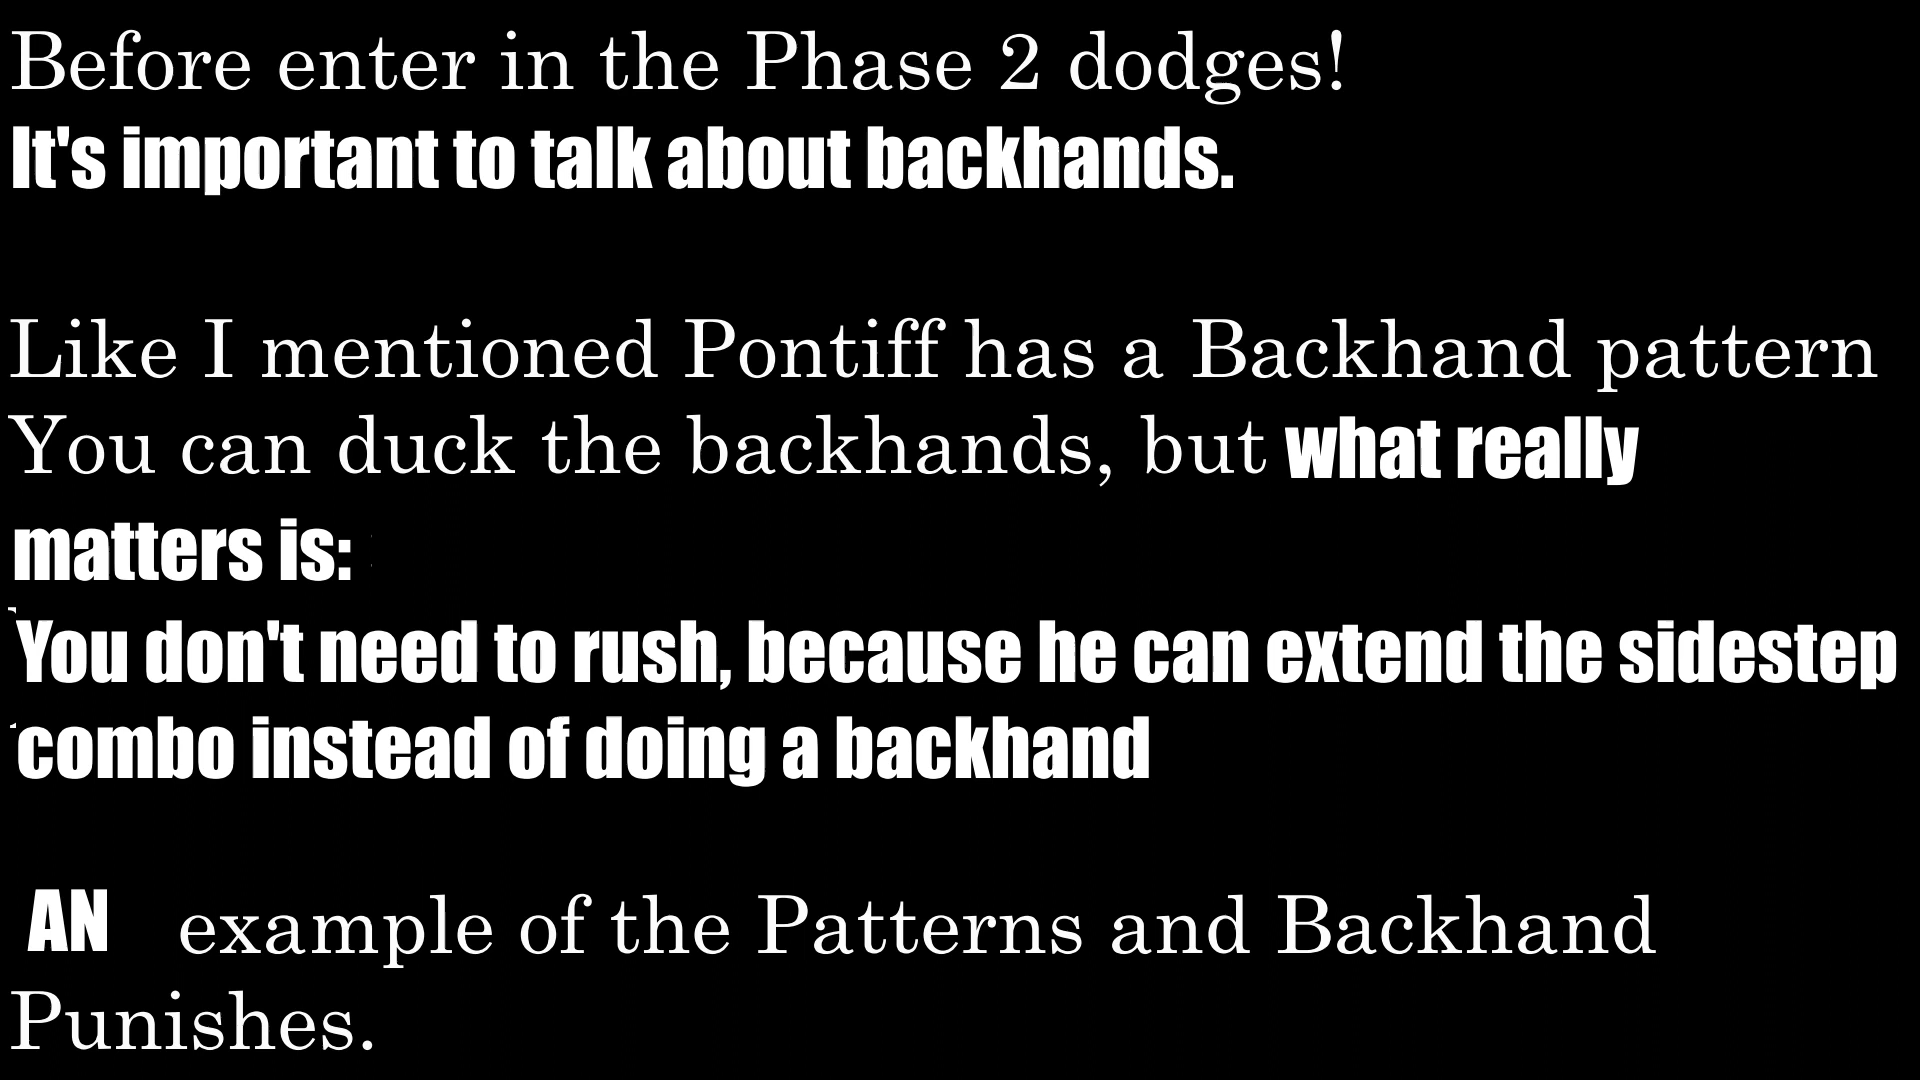 Before enter in the Phase 2 dodges!
It's important to talk about backhands.
Like I mentioned Pontiff has a Backhand pattern
You can duck the backhands, but what really
matters is:
You don't need to rush, because he can extend the sidestep
combo instead of doing a backhand
AN example of the Patterns and Backhand
Punishes.